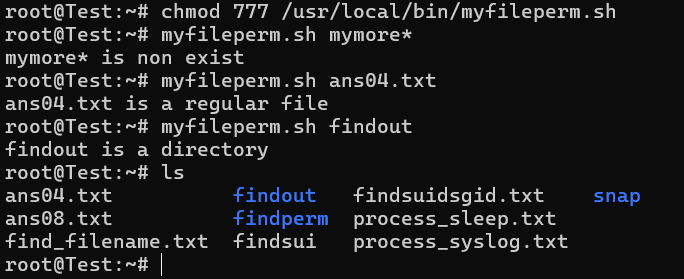 root@Test:~# chmod 777 /usr/local/bin/myfileperm.sh
root@Test:~# myfileperm.sh mymore*
mymore* is non exist
root@Test:~# myfileperm.sh ans04.txt
ans04.txt is a regular file
root@Test:~# myfileperm.sh findout
findout is a directory
root@Test:~# ls
ans04.txt          findout   findsuidsgid.txt    snap
ans08.txt          findperm  process_sleep.txt
find_filename.txt  findsui   process_syslog.txt
root@Test:~#